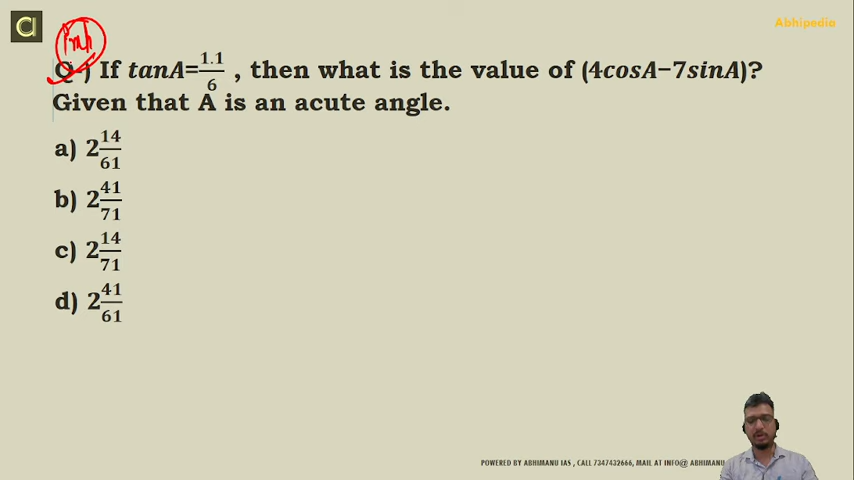 Abhipedia
Q-) If tanA=1.1/6 , then what is the value of (4cosA−7sinA)?
Given that A is an acute angle.
a) 2 14/61
b) 2 41/71
c) 2 14/71
d) 2 41/61
POWERED BY ABHIMANU IAS , CALL 7347432666, MAIL AT INFO@ ABHIMANU